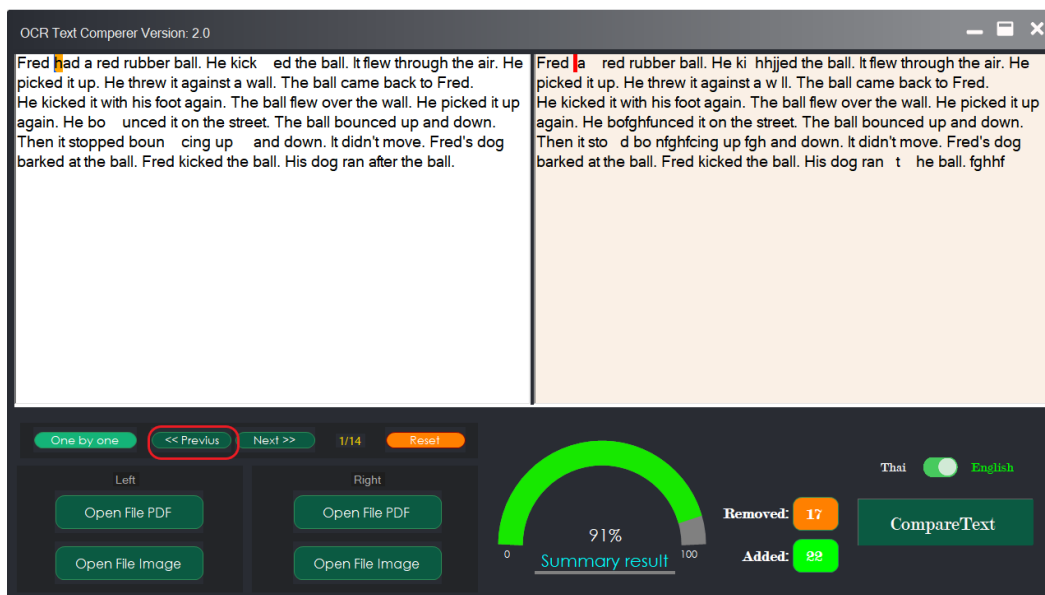 OCR Text Comperer Version: 2.0
Fred had a red rubber ball. He kick    ed the ball. It flew through the air. He
picked it up. He threw it against a wall. The ball came back to Fred.
He kicked it with his foot again. The ball flew over the wall. He picked it up
again. He bo    unced it on the street. The ball bounced up and down.
Then it stopped boun    cing up    and down. It didn't move. Fred's dog
barked at the ball. Fred kicked the ball. His dog ran after the ball.
Fred  a    red rubber ball. He ki  hhjjed the ball. It flew through the air. He
picked it up. He threw it against a w ll. The ball came back to Fred.
He kicked it with his foot again. The ball flew over the wall. He picked it up
again. He bofghfunced it on the street. The ball bounced up and down.
Then it sto   d bo nfghfcing up fgh and down. It didn't move. Fred's dog
barked at the ball. Fred kicked the ball. His dog ran   t    he ball. fghhf
One by one
<< Previus
Next >>
1/14
Reset
Left
Open File PDF
Open File Image
Right
Open File PDF
Open File Image
91%
0
100
Summary result
Removed: 17
Added: 22
Thai
English
CompareText